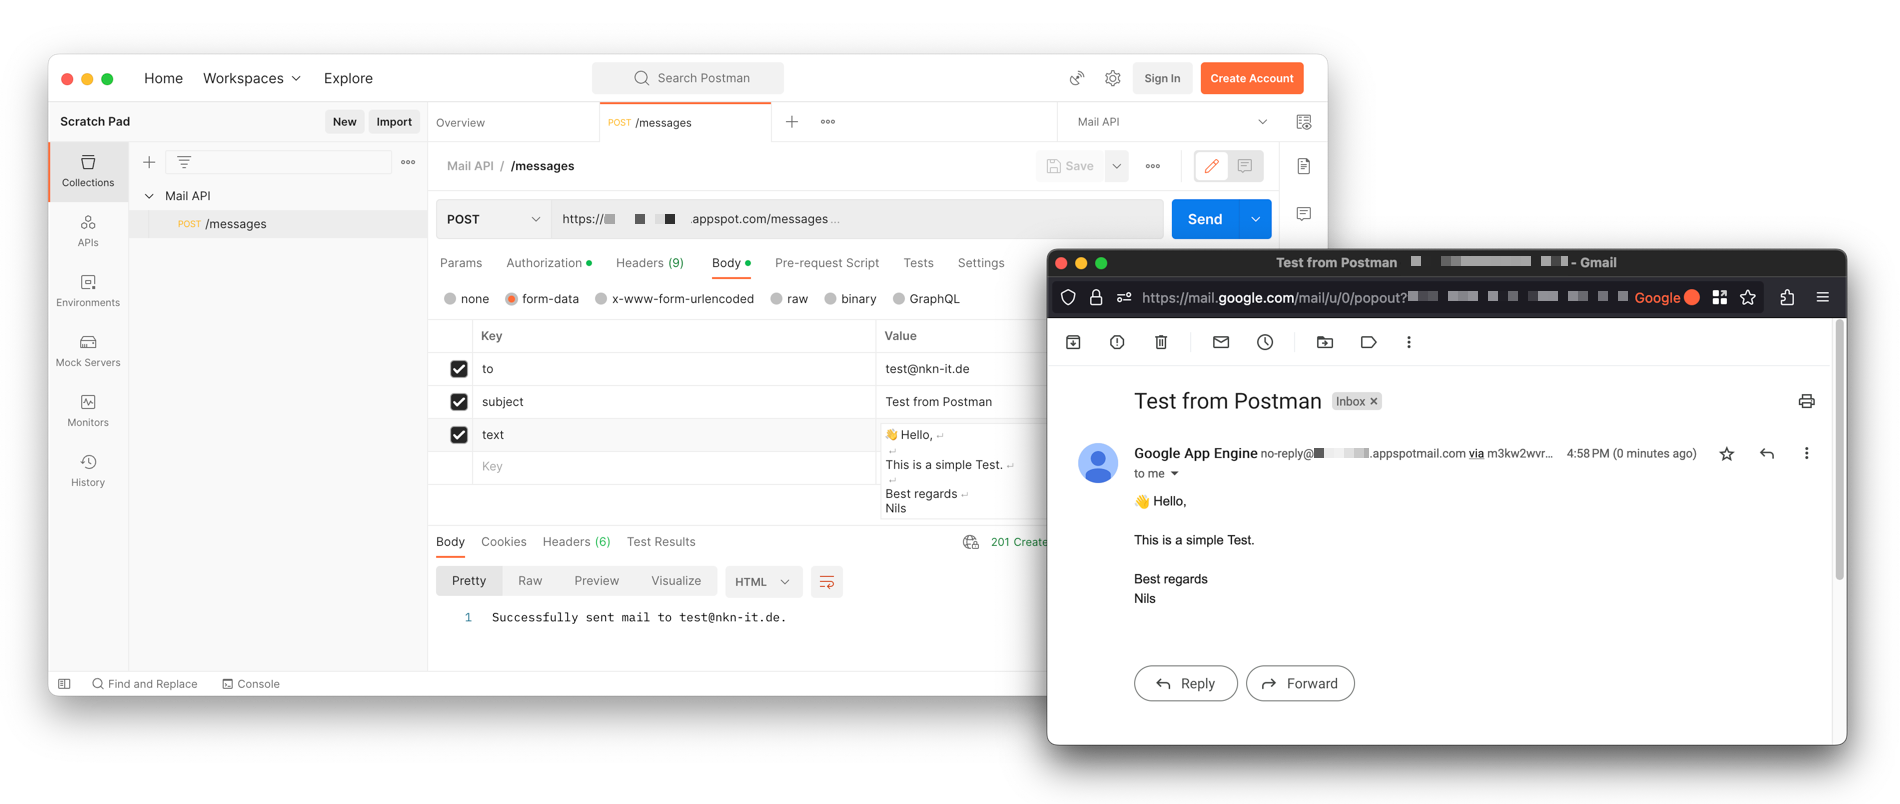 Home Workspaces Explore
Search Postman
Sign In Create Account
Scratch Pad New Import
Overview POST /messages Mail API
Collections
APIs
Environments
Mock Servers
Monitors
History
Mail API
POST /messages
Mail API / /messages Save
POST https:// .appspot.com/messages... Send
Params Authorization Headers (9) Body Pre-request Script Tests Settings
none form-data x-www-form-urlencoded raw binary GraphQL
Key Value
to test@nkn-it.de
subject Test from Postman
text 👋 Hello, ↵
↵
This is a simple Test. ↵
↵
Best regards ↵
Nils
Key
Body Cookies Headers (6) Test Results 201 Create
Pretty Raw Preview Visualize HTML
1 Successfully sent mail to test@nkn-it.de.
Find and Replace Console
Test from Postman - Gmail
https://mail.google.com/mail/u/0/popout? Google
Test from Postman Inbox ×
Google App Engine no-reply@ .appspotmail.com via m3kw2wvr... 4:58 PM (0 minutes ago)
to me
👋 Hello,
This is a simple Test.
Best regards
Nils
Reply Forward